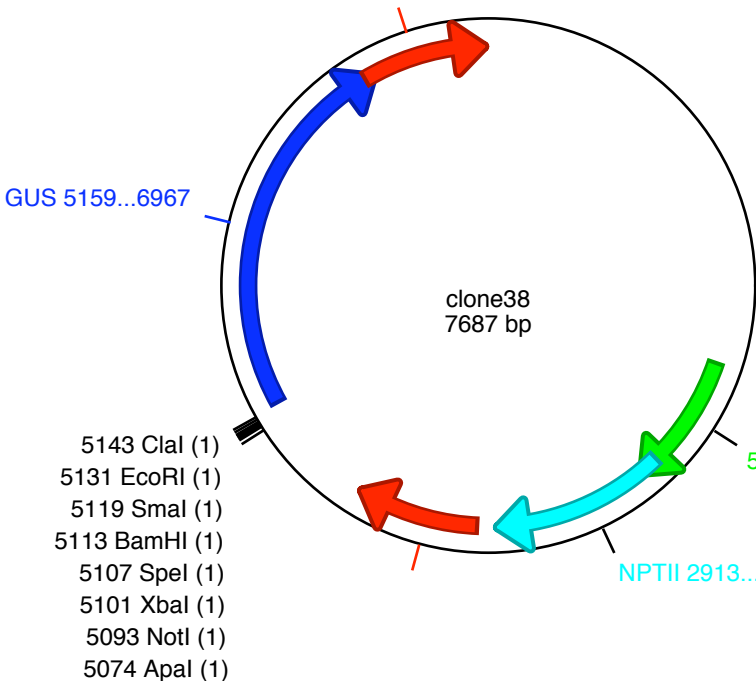 GUS 5159...6967
clone38
7687 bp
5143 ClaI (1)
5131 EcoRI (1)
5119 SmaI (1)
5113 BamHI (1)
5107 SpeI (1)
5101 XbaI (1)
5093 NotI (1)
5074 ApaI (1)
5
NPTII 2913...